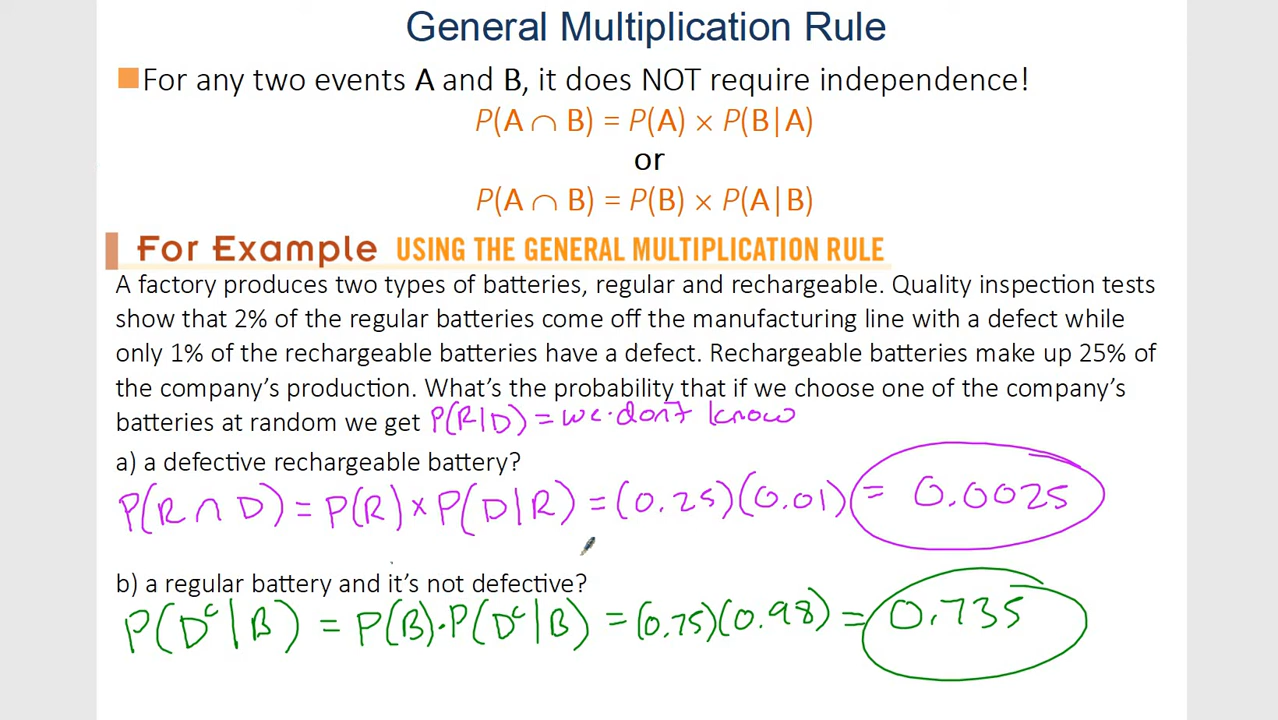 General Multiplication Rule
For any two events A and B, it does NOT require independence!
P(A ∩ B) = P(A) × P(B|A)
or
P(A ∩ B) = P(B) × P(A|B)
For Example USING THE GENERAL MULTIPLICATION RULE
A factory produces two types of batteries, regular and rechargeable. Quality inspection tests
show that 2% of the regular batteries come off the manufacturing line with a defect while
only 1% of the rechargeable batteries have a defect. Rechargeable batteries make up 25% of
the company's production. What's the probability that if we choose one of the company's
batteries at random we get P(R|D) = we don't know
a) a defective rechargeable battery?
P(R ∩ D) = P(R) × P(D|R) = (0.25)(0.01) = 0.0025
b) a regular battery and it's not defective?
P(Dᶜ|B) = P(B)·P(Dᶜ|B) = (0.75)(0.98) = 0.735